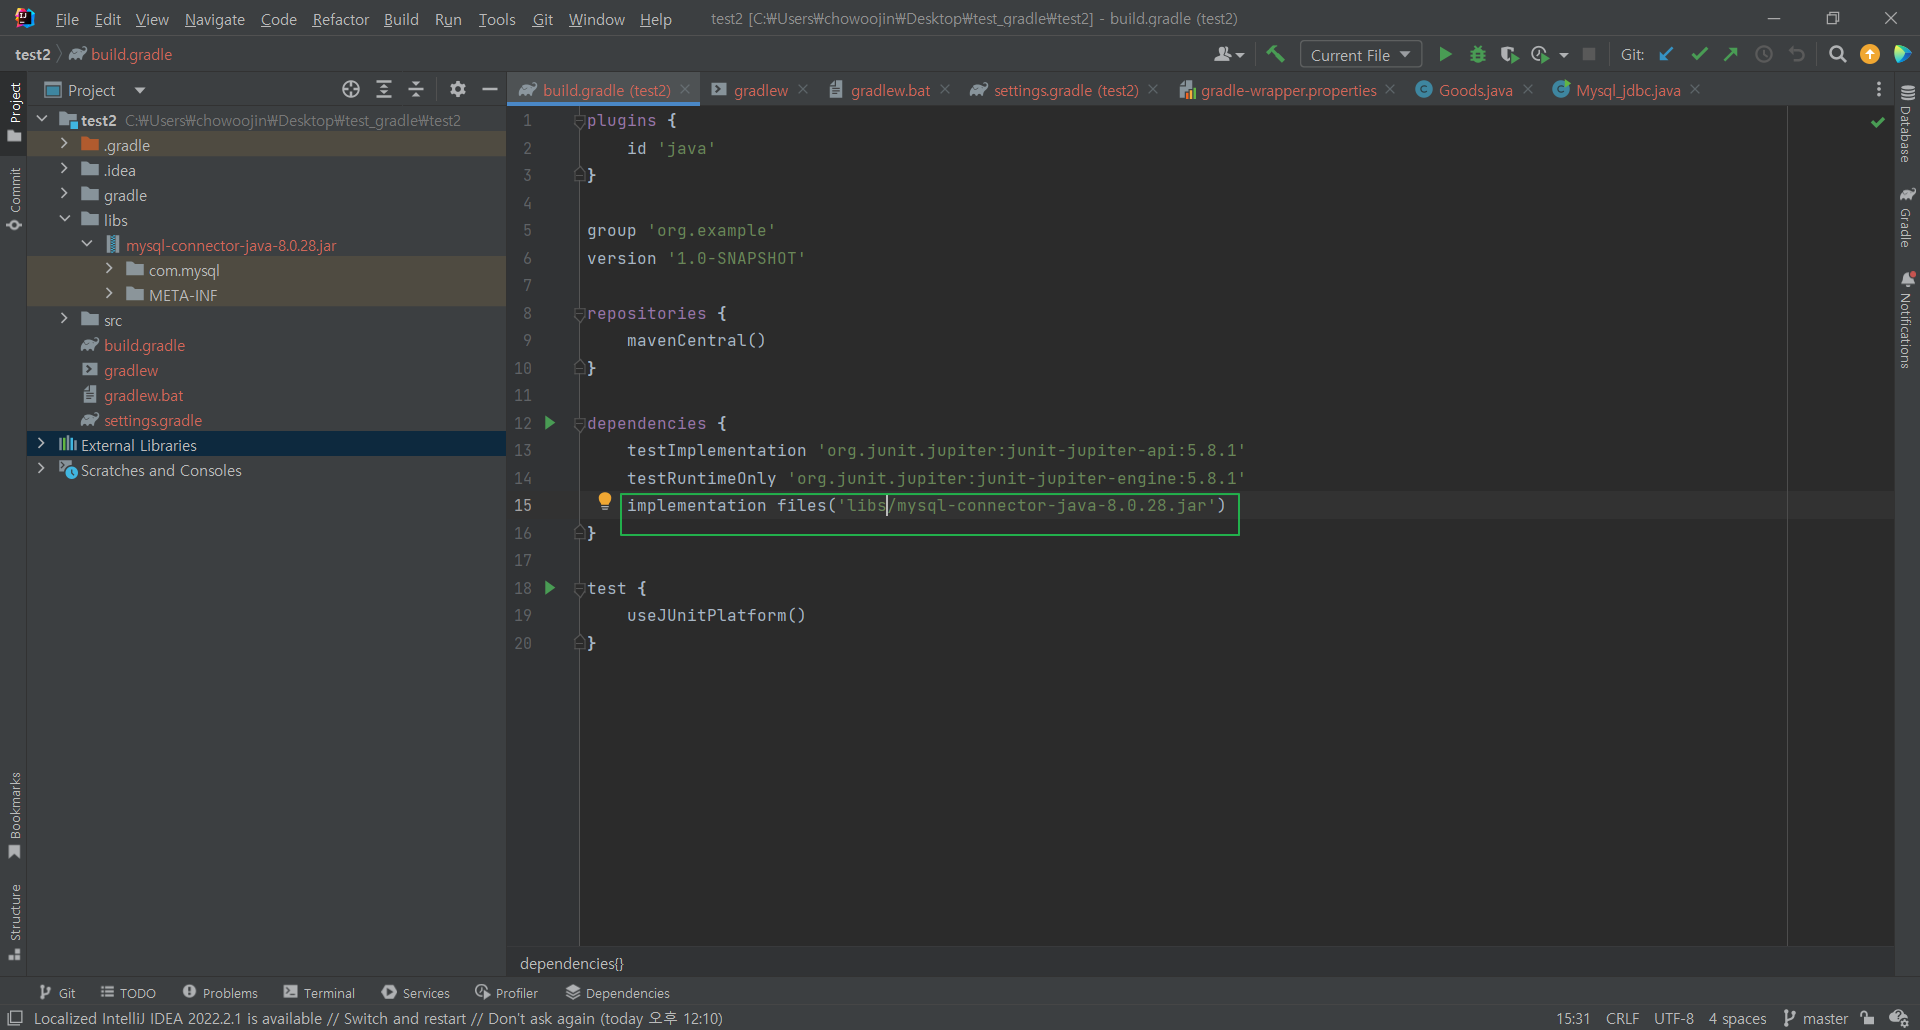 File Edit View Navigate Code Refactor Build Run Tools Git Window Help test2 [C:₩Users₩chowoojin₩Desktop₩test_gradle₩test2] - build.gradle (test2)
test2 build.gradle Current File Git:
Project
build.gradle (test2) gradlew gradlew.bat settings.gradle (test2) gradle-wrapper.properties Goods.java Mysql_jdbc.java
Project
Commit
Bookmarks
Structure
test2 C:₩Users₩chowoojin₩Desktop₩test_gradle₩test2
.gradle
.idea
gradle
libs
mysql-connector-java-8.0.28.jar
com.mysql
META-INF
src
build.gradle
gradlew
gradlew.bat
settings.gradle
External Libraries
Scratches and Consoles
1 plugins {
2 id 'java'
3 }
4
5 group 'org.example'
6 version '1.0-SNAPSHOT'
7
8 repositories {
9 mavenCentral()
10 }
11
12 dependencies {
13 testImplementation 'org.junit.jupiter:junit-jupiter-api:5.8.1'
14 testRuntimeOnly 'org.junit.jupiter:junit-jupiter-engine:5.8.1'
15 implementation files('libs/mysql-connector-java-8.0.28.jar')
16 }
17
18 test {
19 useJUnitPlatform()
20 }
Database
Gradle
Notifications
dependencies{}
Git TODO Problems Terminal Services Profiler Dependencies
Localized IntelliJ IDEA 2022.2.1 is available // Switch and restart // Don't ask again (today 오후 12:10) 15:31 CRLF UTF-8 4 spaces master